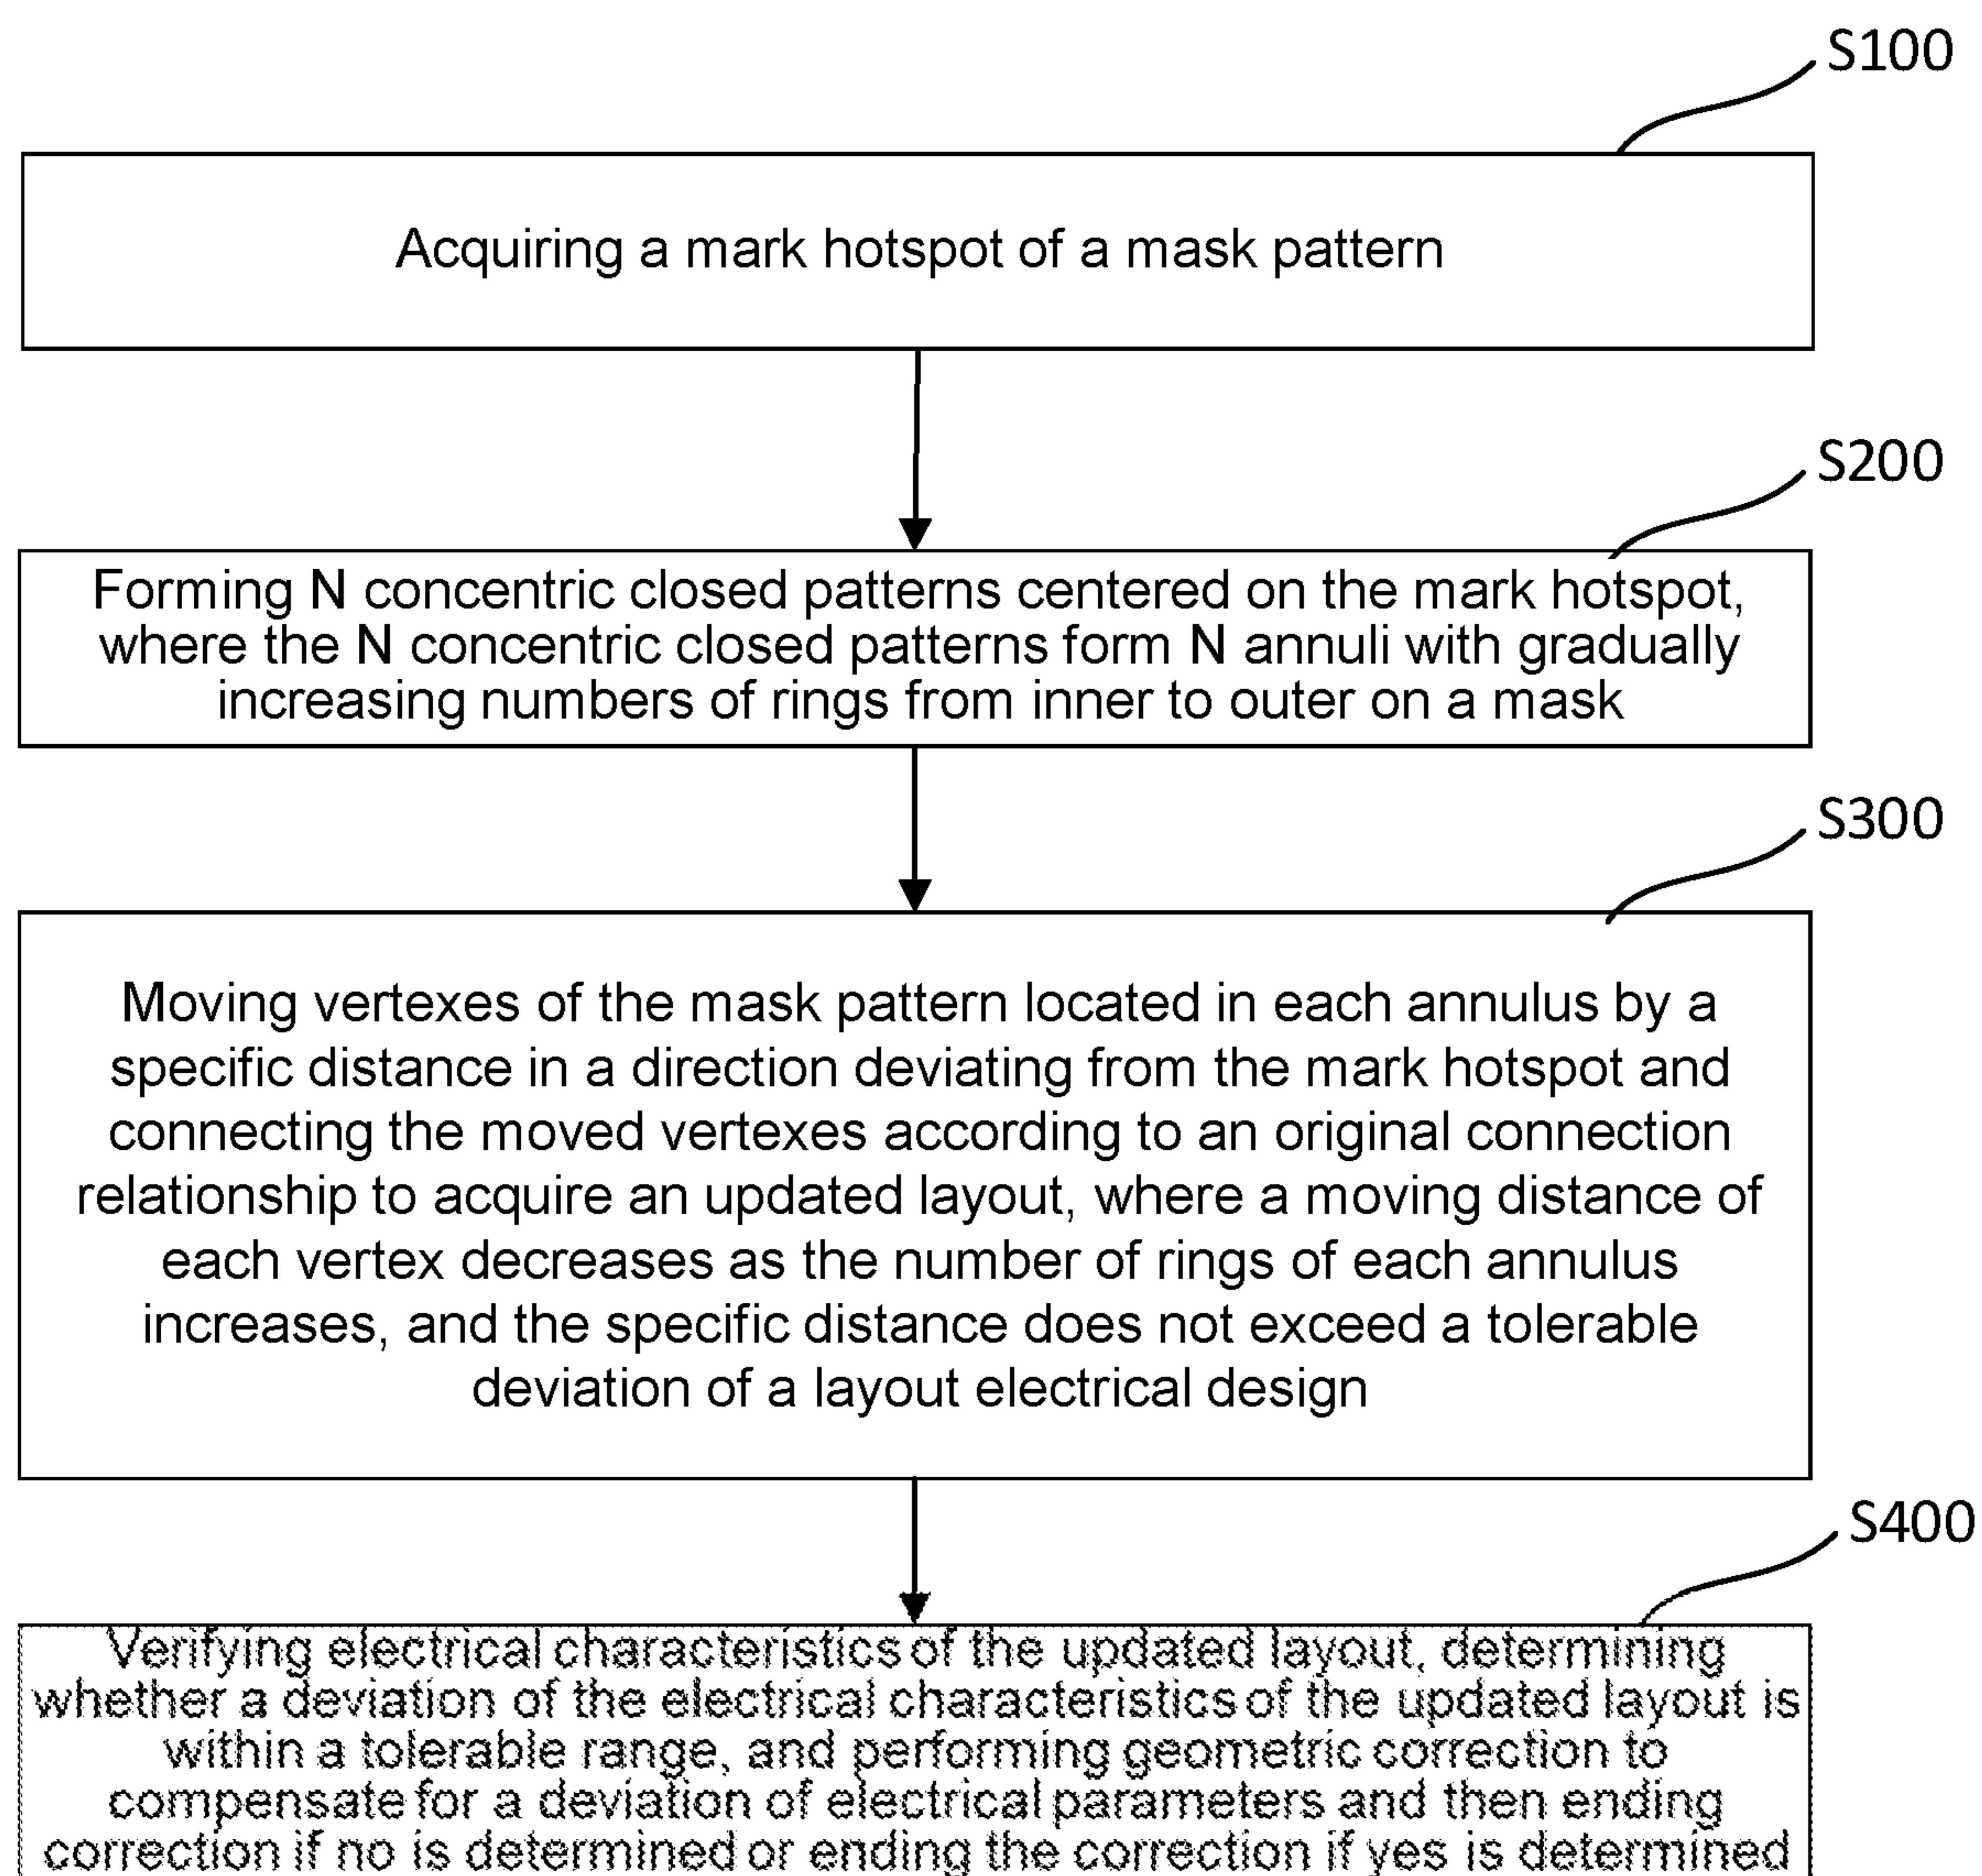 S100
Acquiring a mark hotspot of a mask pattern
S200
Forming N concentric closed patterns centered on the mark hotspot,
where the N concentric closed patterns form N annuli with gradually
increasing numbers of rings from inner to outer on a mask
S300
Moving vertexes of the mask pattern located in each annulus by a
specific distance in a direction deviating from the mark hotspot and
connecting the moved vertexes according to an original connection
relationship to acquire an updated layout, where a moving distance of
each vertex decreases as the number of rings of each annulus
increases, and the specific distance does not exceed a tolerable
deviation of a layout electrical design
S400
Verifying electrical characteristics of the updated layout, determining
whether a deviation of the electrical characteristics of the updated layout is
within a tolerable range, and performing geometric correction to
compensate for a deviation of electrical parameters and then ending
correction if no is determined or ending the correction if yes is determined